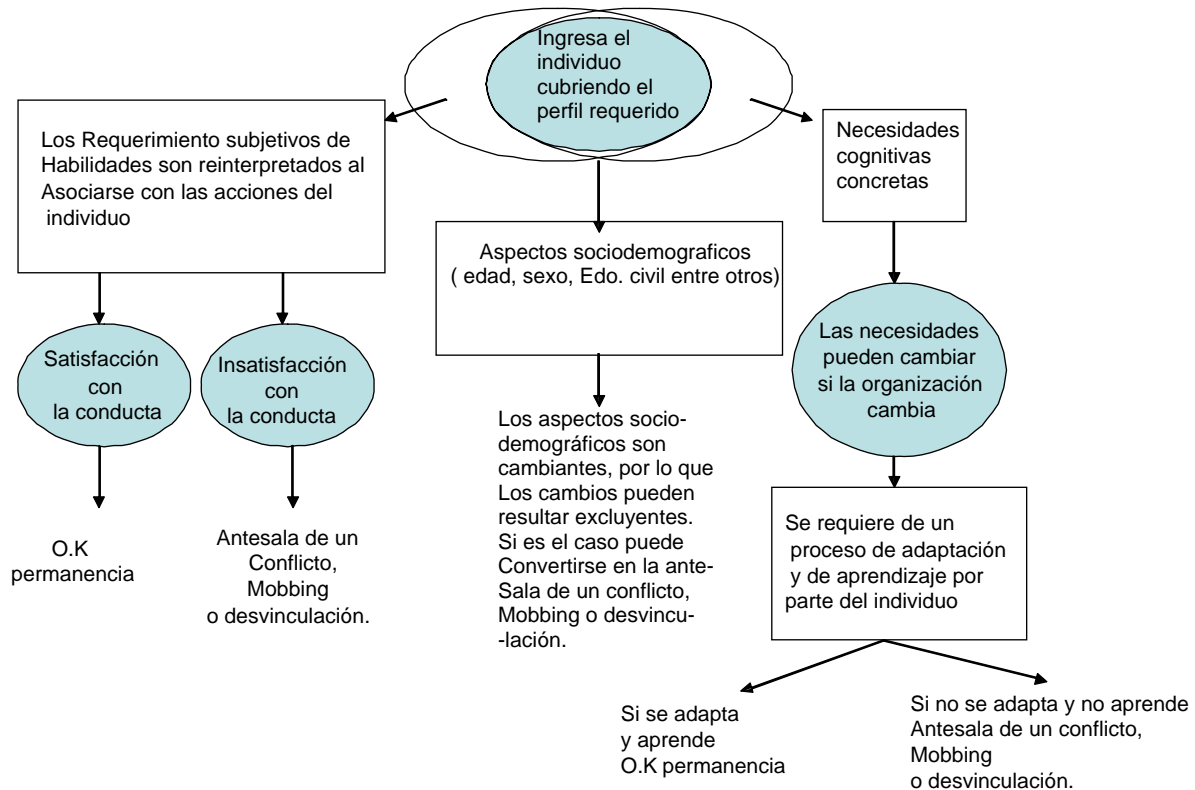 Ingresa el
individuo
cubriendo el
perfil requerido
Los Requerimiento subjetivos de
Habilidades son reinterpretados al
Asociarse con las acciones del
individuo
Necesidades
cognitivas
concretas
Aspectos sociodemograficos
( edad, sexo, Edo. civil entre otros)
Satisfacción
con
la conducta
Insatisfacción
con
la conducta
Las necesidades
pueden cambiar
si la organización
cambia
O.K
permanencia
Antesala de un
Conflicto,
Mobbing
o desvinculación.
Los aspectos socio-
demográficos son
cambiantes, por lo que
Los cambios pueden
resultar excluyentes.
Si es el caso puede
Convertirse en la ante-
Sala de un conflicto,
Mobbing o desvincu-
-lación.
Se requiere de un
proceso de adaptación
y de aprendizaje por
parte del individuo
Si se adapta
y aprende
O.K permanencia
Si no se adapta y no aprende
Antesala de un conflicto,
Mobbing
o desvinculación.